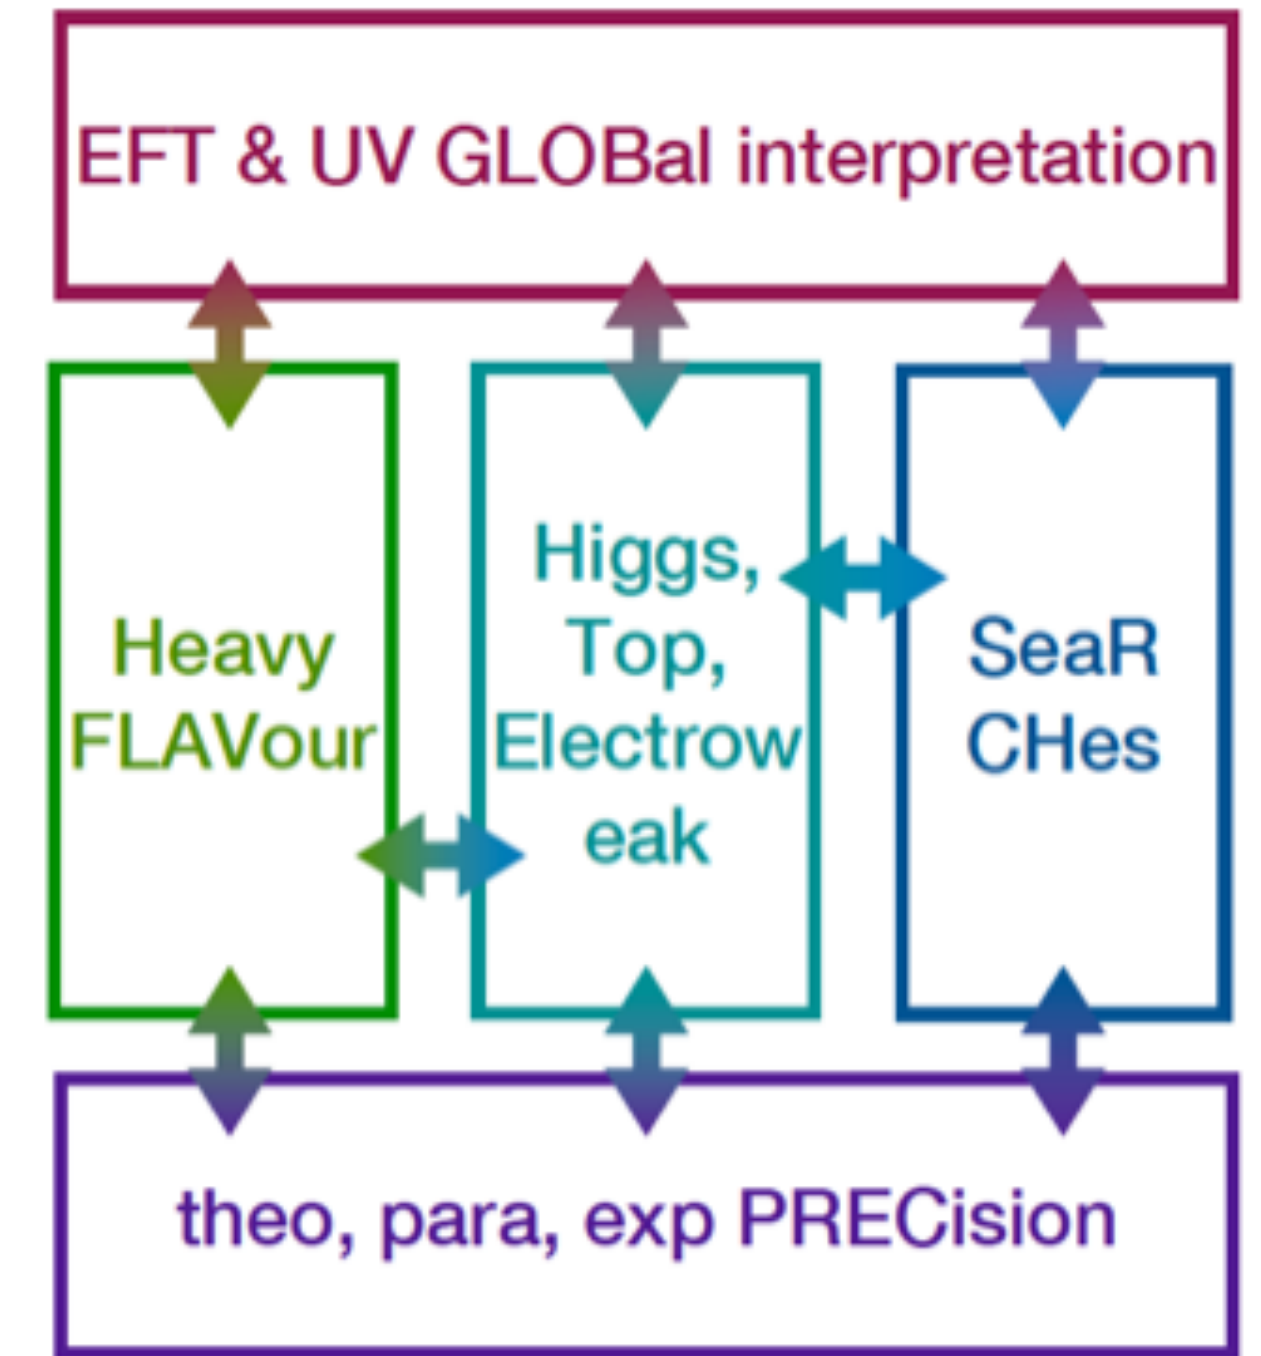 EFT & UV GLOBal interpretation
Heavy
FLAVour
Higgs,
Top,
Electrow
eak
SeaR
CHes
theo, para, exp PRECision